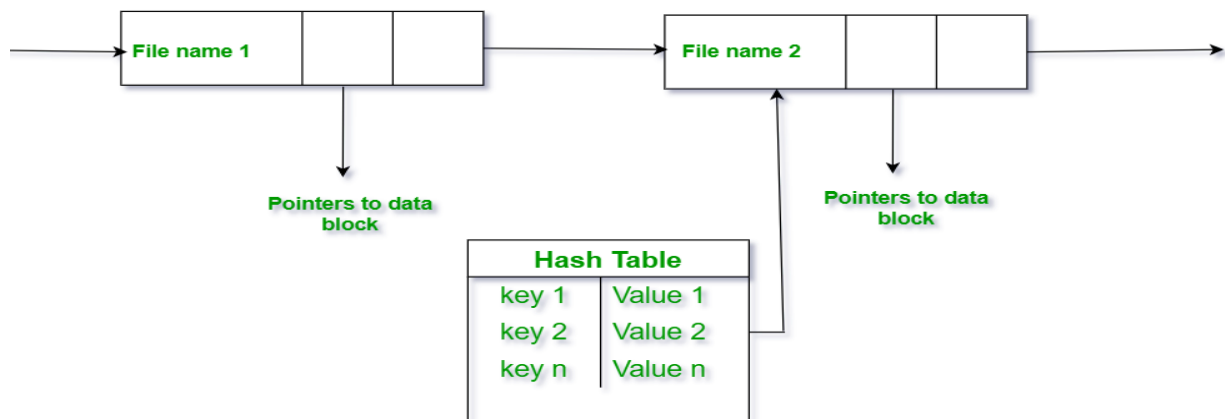 File name 1
File name 2
Pointers to data
block
Pointers to data
block
Hash Table
key 1 Value 1
key 2 Value 2
key n Value n